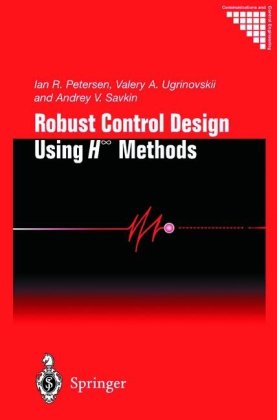 Communications and
Control Engineering
Ian R. Petersen, Valery A. Ugrinovskii
and Andrey V. Savkin
Robust Control Design
Using H∞ Methods
Springer